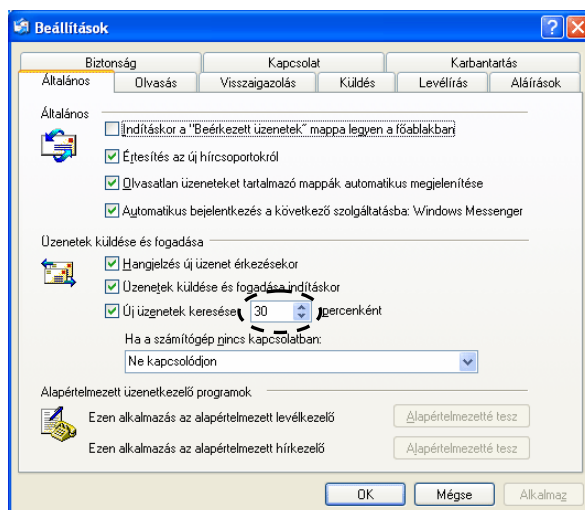 Beállítások
Biztonság Kapcsolat Karbantartás
Általános Olvasás Visszaigazolás Küldés Levélírás Aláírások
Általános
Indításkor a "Beérkezett üzenetek" mappa legyen a főablakban
Értesítés az új hírcsoportokról
Olvasatlan üzeneteket tartalmazó mappák automatikus megjelenítése
Automatikus bejelentkezés a következő szolgáltatásba: Windows Messenger
Üzenetek küldése és fogadása
Hangjelzés új üzenet érkezésekor
Üzenetek küldése és fogadása indításkor
Új üzenetek keresése 30 percenként
Ha a számítógép nincs kapcsolatban:
Ne kapcsolódjon
Alapértelmezett üzenetkezelő programok
Ezen alkalmazás az alapértelmezett levélkezelő Alapértelmezetté tesz
Ezen alkalmazás az alapértelmezett hírkezelő Alapértelmezetté tesz
OK Mégse Alkalmaz